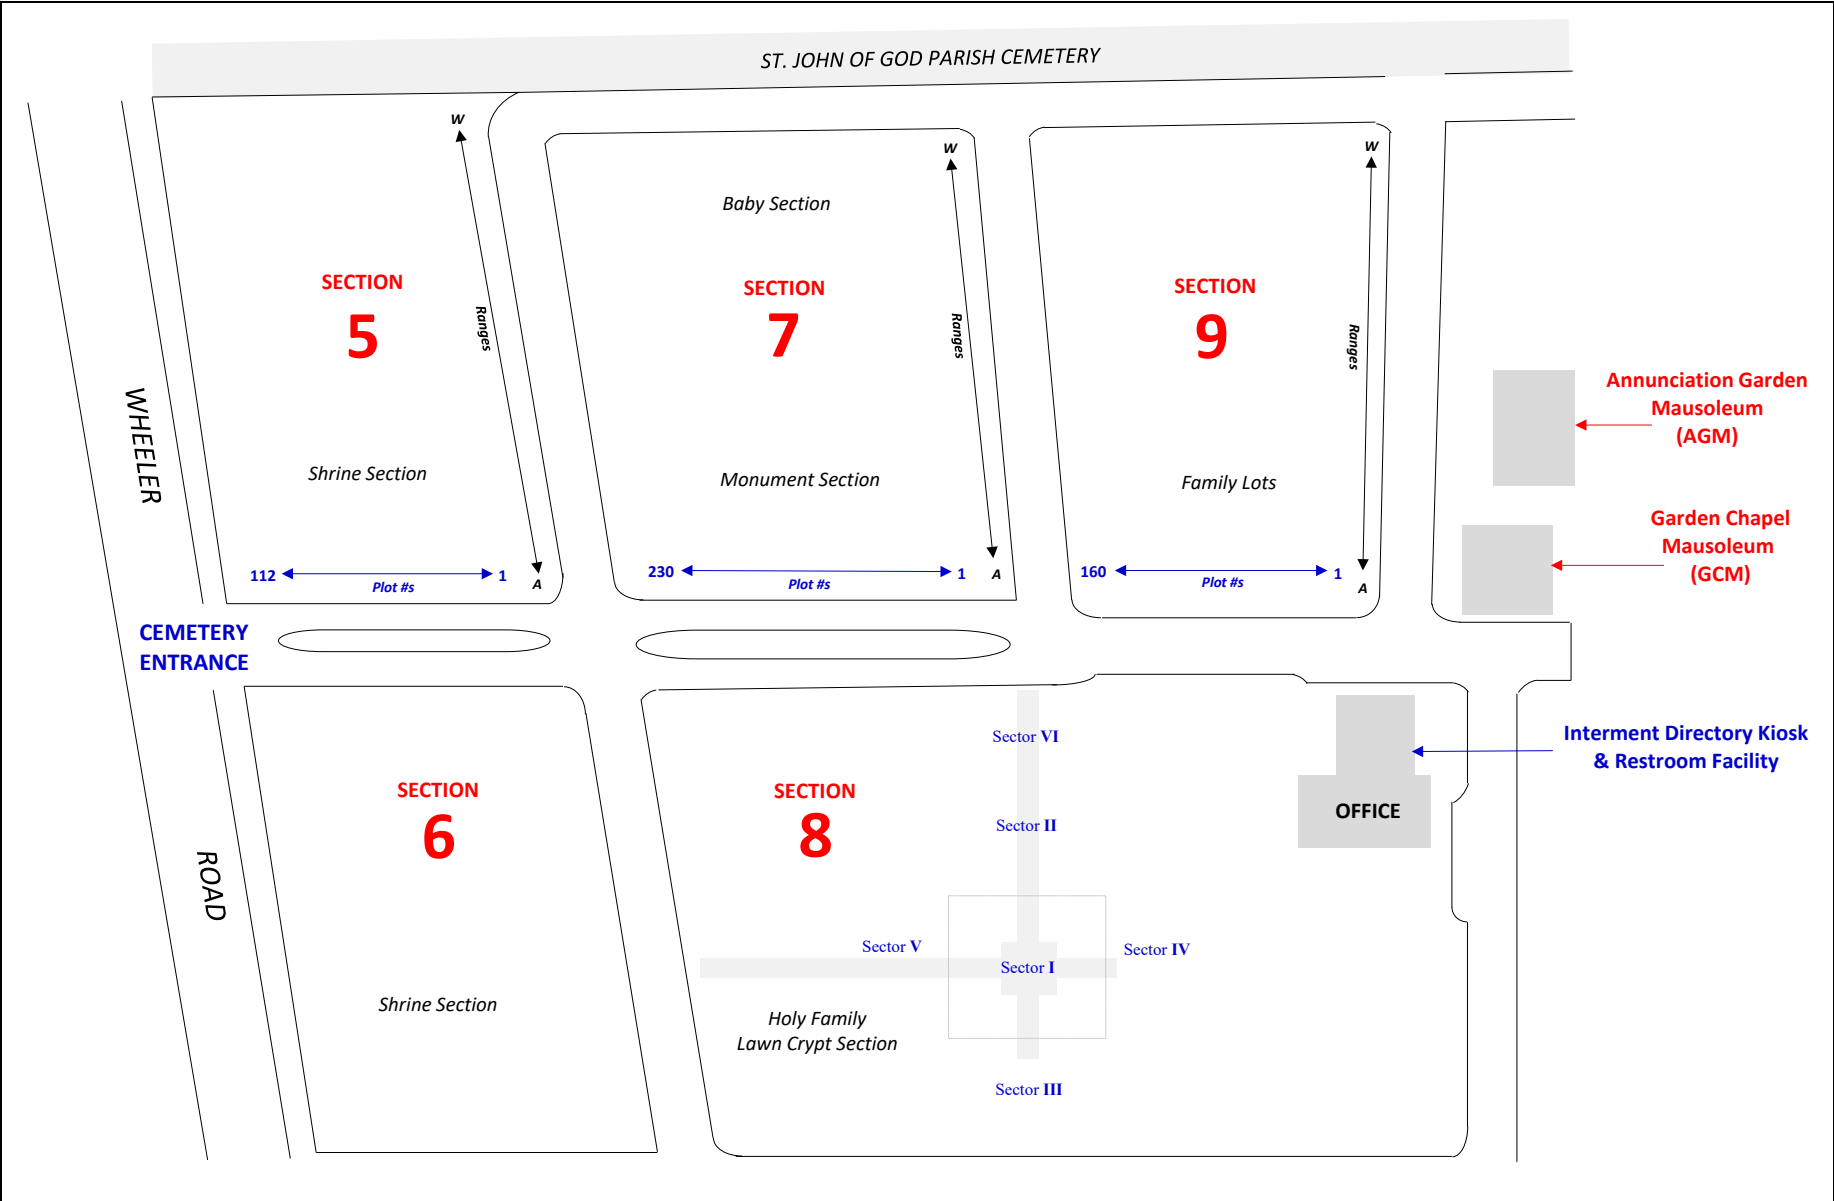 ST. JOHN OF GOD PARISH CEMETERY
W
W
W
Baby Section
SECTION
5
SECTION
7
SECTION
9
Ranges
Ranges
Ranges
WHEELER
Annunciation Garden
Mausoleum
(AGM)
Shrine Section
Monument Section
Family Lots
Garden Chapel
Mausoleum
(GCM)
112
1
Plot #s
A
230
1
Plot #s
A
160
1
Plot #s
A
CEMETERY
ENTRANCE
Sector VI
Interment Directory Kiosk
& Restroom Facility
SECTION
6
SECTION
8
OFFICE
Sector II
ROAD
Sector V
Sector IV
Sector I
Shrine Section
Holy Family
Lawn Crypt Section
Sector III